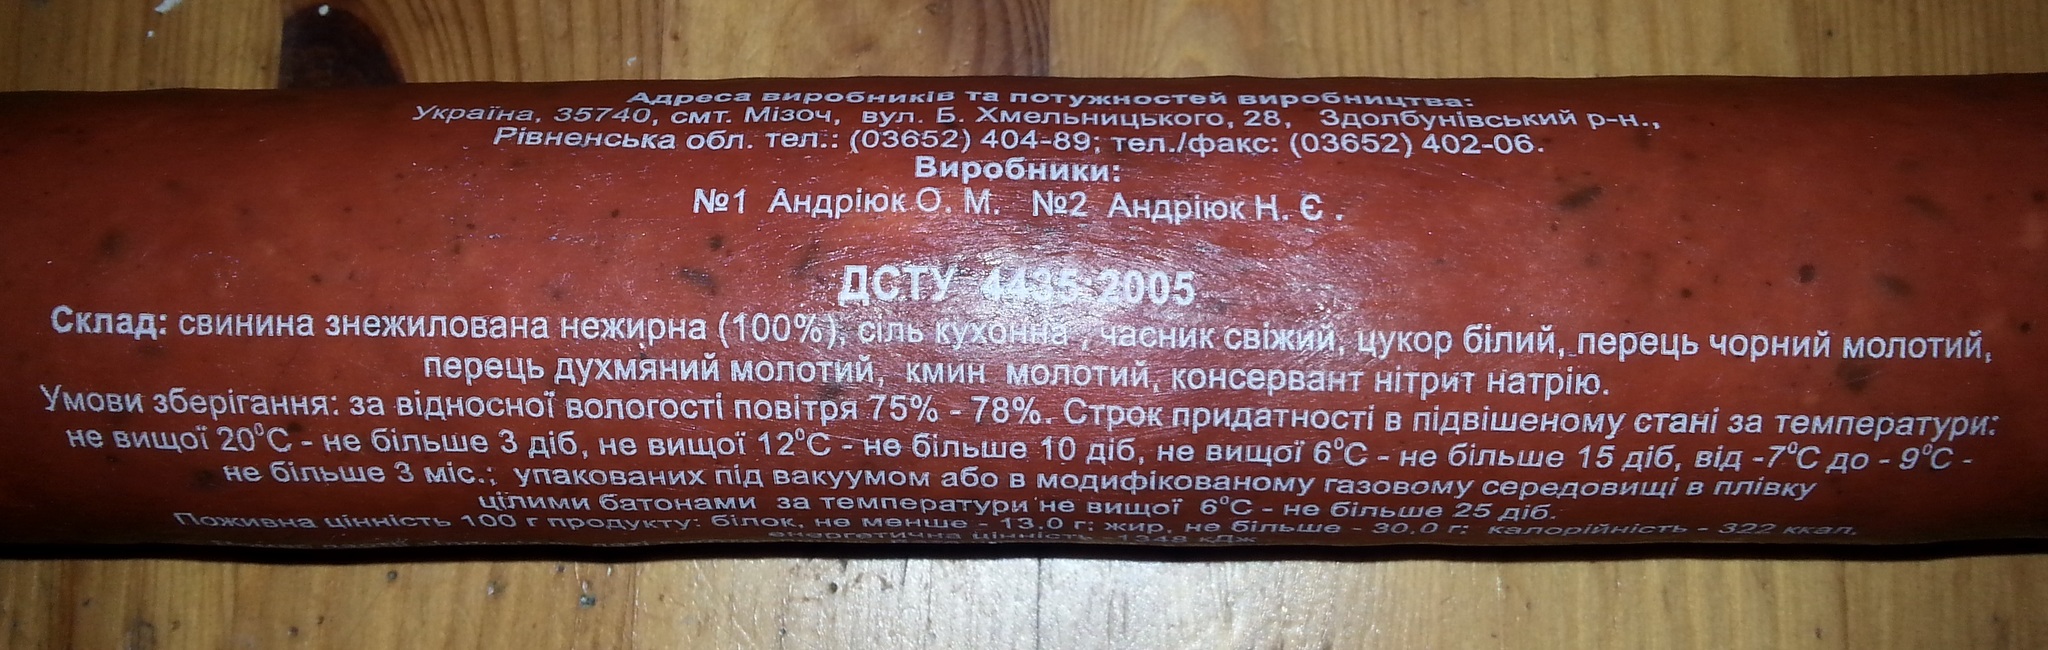 Адреса виробників та потужностей виробництва:
Україна, 35740, смт. Мізоч, вул. Б. Хмельницького, 28, Здолбунівський р-н.,
Рівненська обл. тел.: (03652) 404-89; тел./факс: (03652) 402-06.
Виробники:
№1 Андріюк О. М. №2 Андріюк Н. Є .
ДСТУ 4435-2005
Склад: свинина знежилована нежирна (100%), сіль кухонна , часник свіжий, цукор білий, перець чорний молотий,
перець духмяний молотий, кмин молотий, консервант нітрит натрію.
Умови зберігання: за відносної вологості повітря 75% - 78%. Строк придатності в підвішеному стані за температури:
не вищої 20⁰С - не більше 3 діб, не вищої 12⁰С - не більше 10 діб, не вищої 6⁰С - не більше 15 діб, від -7⁰С до - 9⁰С -
не більше 3 міс.; упакованих під вакуумом або в модифікованому газовому середовищі в плівку
цілими батонами за температури не вищої 6⁰С - не більше 25 діб.
Поживна цінність 100 г продукту: білок, не менше - 13,0 г; жир, не більше - 30,0 г; калорійність - 322 ккал,
енергетична цінність -1348 кДж